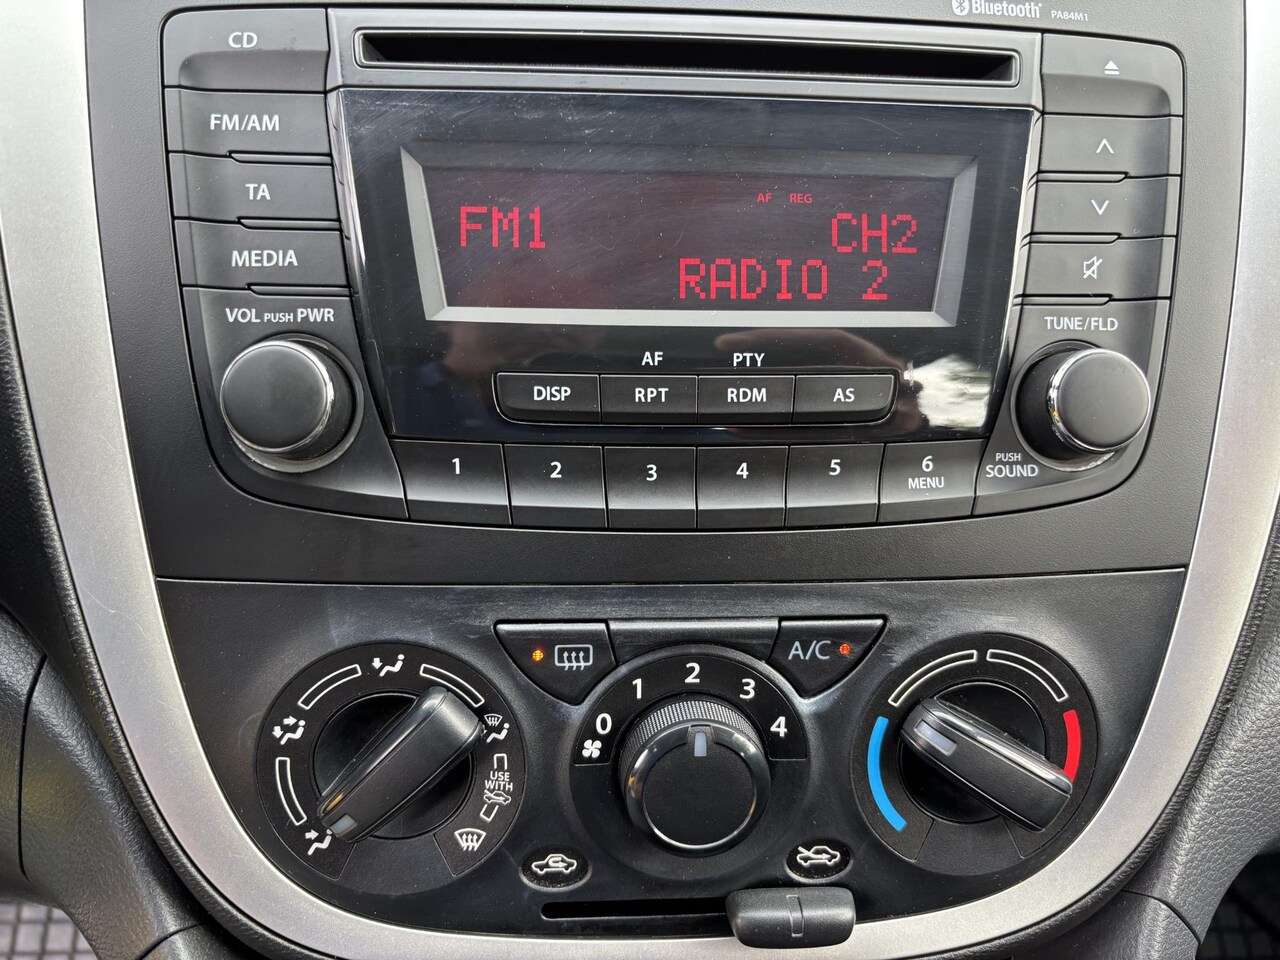 Bluetooth® PA84M1
CD
FM/AM
TA
MEDIA
VOL PUSH PWR
AF REG
FM1 CH2
RADIO 2
TUNE/FLD
AF PTY
DISP RPT RDM AS
1 2 3 4 5 6
MENU
PUSH
SOUND
A/C
0 1 2 3 4
USE
WITH